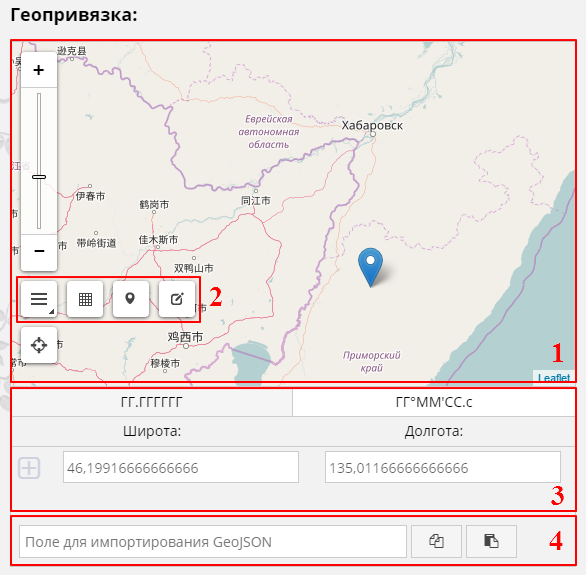 Геопривязка:
逊克县
+
Еврейская
автономная
область
Хабаровск
伊春市
鹤岗市
同江市
带岭街道
佳木斯市
双鸭山市
−
2
鸡西市
穆棱市
Приморский
край
1
Leaflet
ГГ.ГГГГГГ
ГГ°ММ'СС.с
Широта:
Долгота:
46,19916666666666
135,01166666666666
3
Поле для импортирования GeoJSON
4